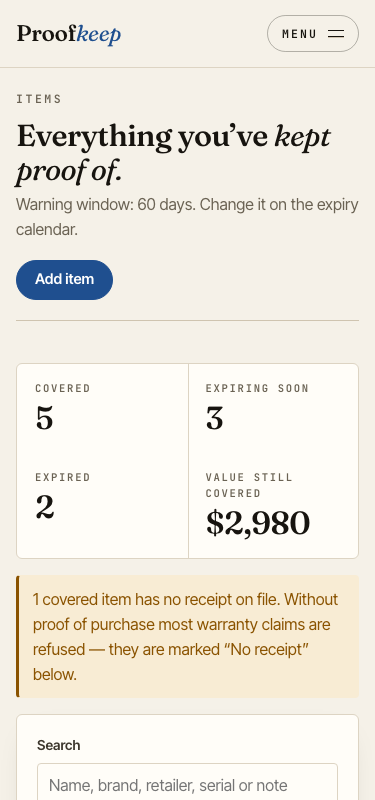 Proofkeep
MENU
ITEMS
Everything you’ve kept
proof of.
Warning window: 60 days. Change it on the expiry
calendar.
Add item
COVERED
5
EXPIRING SOON
3
EXPIRED
2
VALUE STILL
COVERED
$2,980
1 covered item has no receipt on file. Without
proof of purchase most warranty claims are
refused — they are marked “No receipt”
below.
Search
Name, brand, retailer, serial or note